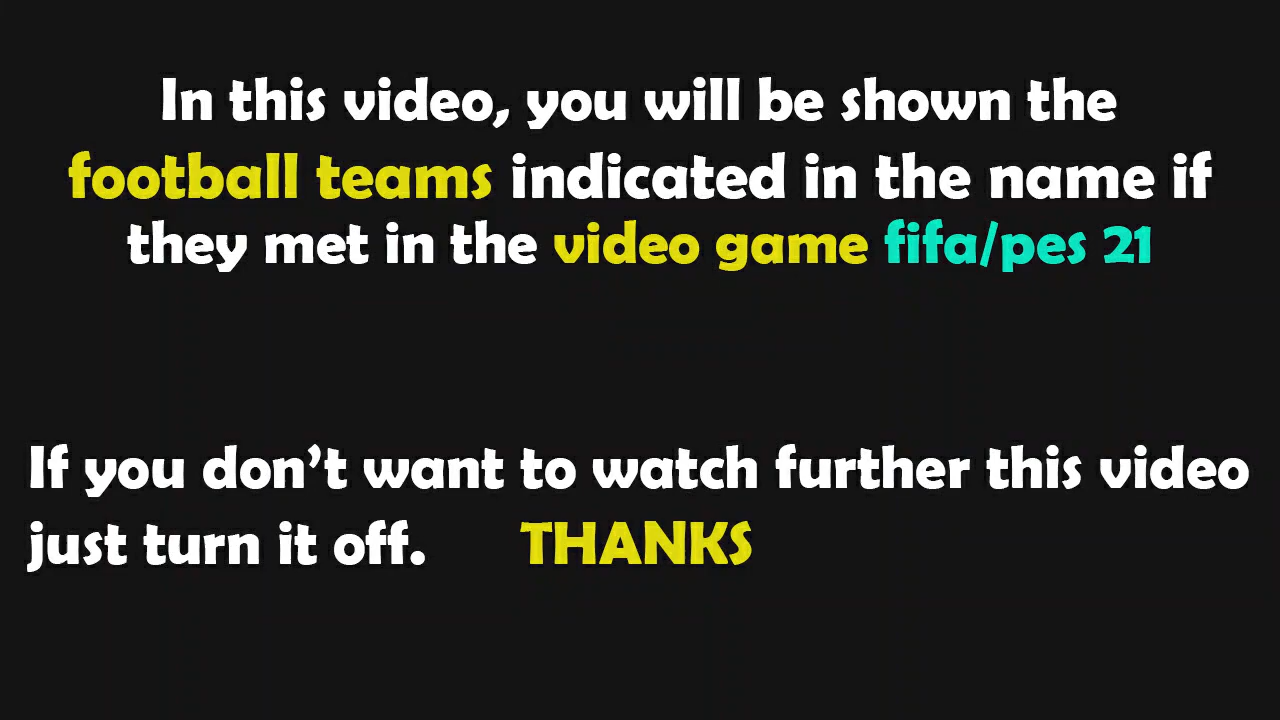 In this video, you will be shown the
football teams indicated in the name if
they met in the video game fifa/pes 21
If you don’t want to watch further this video
just turn it off. THANKS